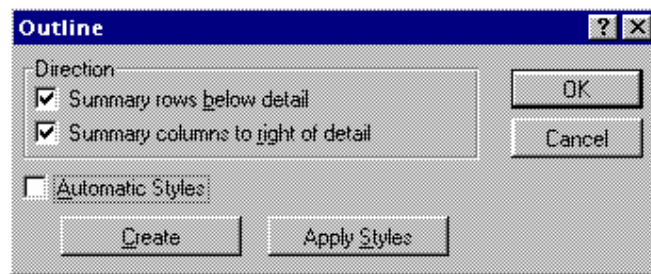 Outline
Direction
Summary rows below detail
Summary columns to right of detail
OK
Cancel
Automatic Styles
Create
Apply Styles